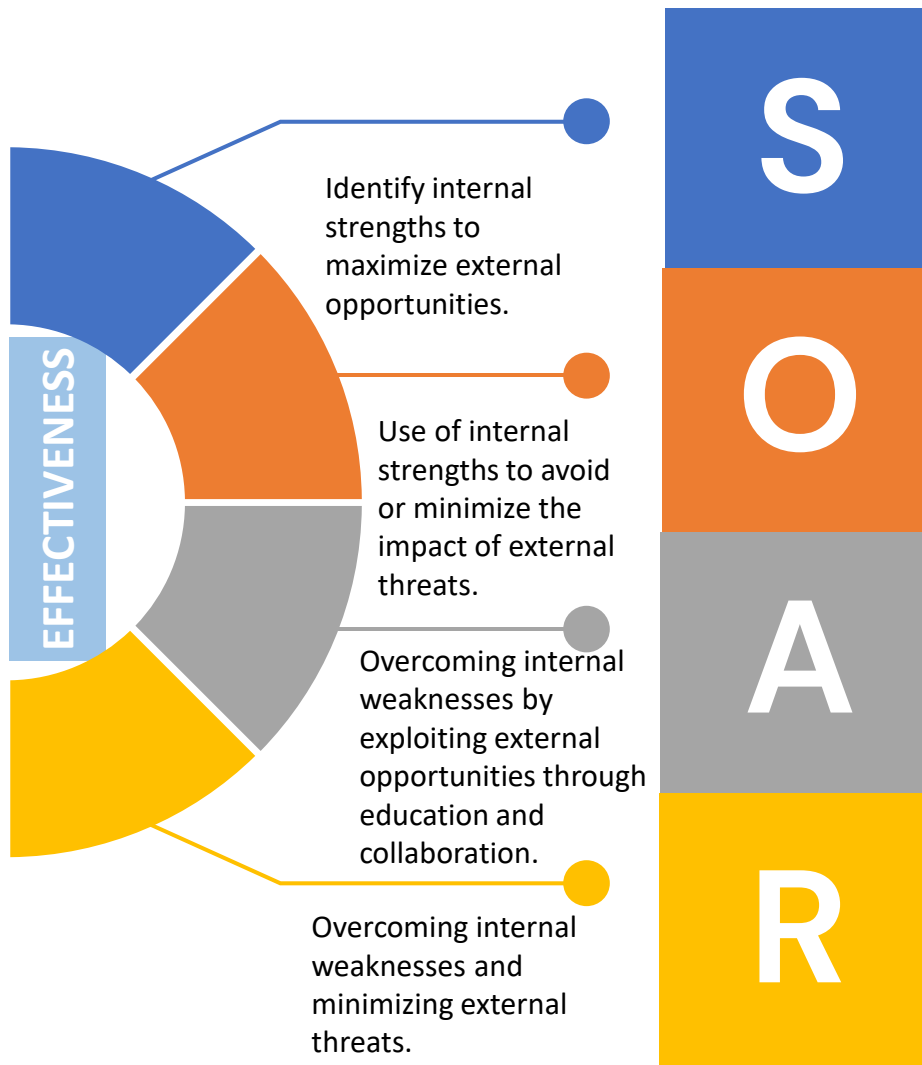 S
Identify internal
strengths to
maximize external
opportunities.
O
EFFECTIVENESS
Use of internal
strengths to avoid
or minimize the
impact of external
threats.
A
Overcoming internal
weaknesses by
exploiting external
opportunities through
education and
collaboration.
R
Overcoming internal
weaknesses and
minimizing external
threats.